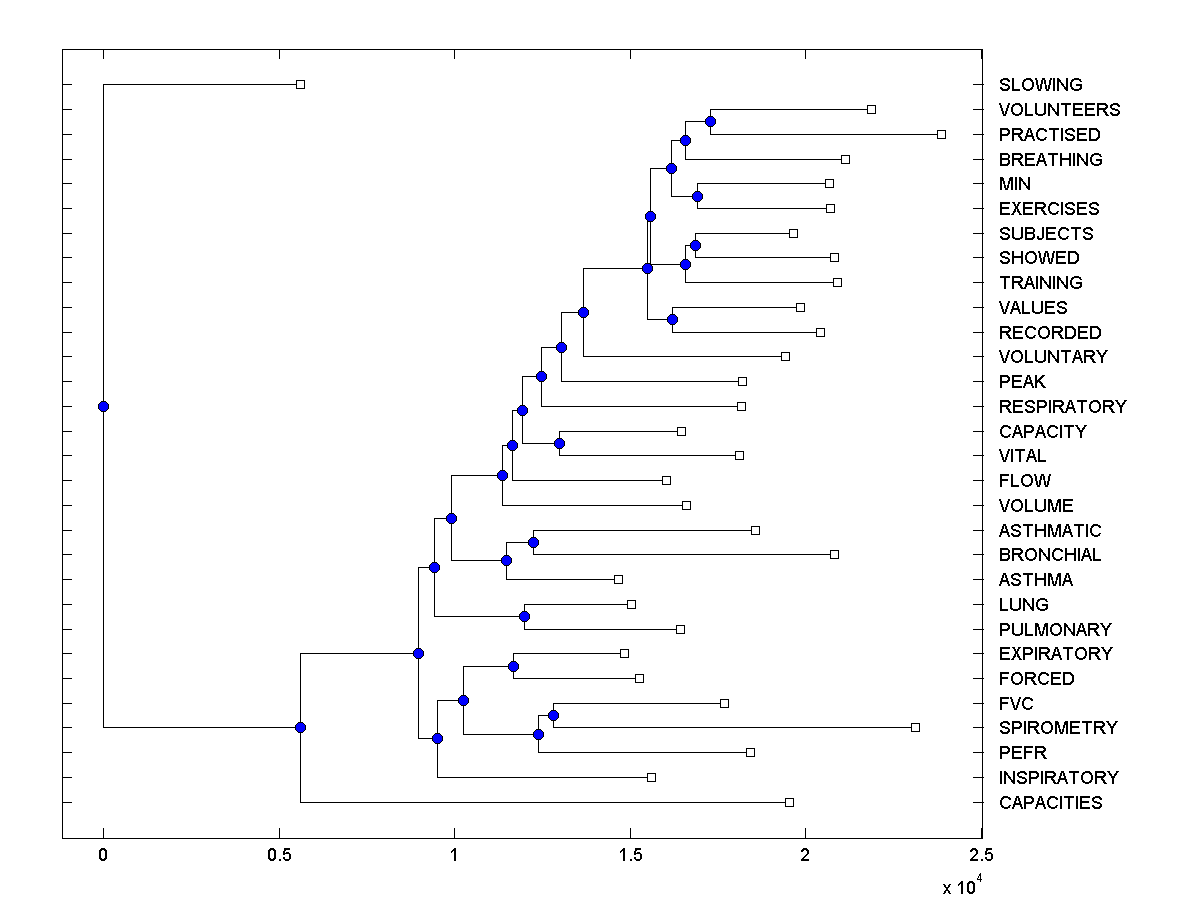 SLOWING
VOLUNTEERS
PRACTISED
BREATHING
MIN
EXERCISES
SUBJECTS
SHOWED
TRAINING
VALUES
RECORDED
VOLUNTARY
PEAK
RESPIRATORY
CAPACITY
VITAL
FLOW
VOLUME
ASTHMATIC
BRONCHIAL
ASTHMA
LUNG
PULMONARY
EXPIRATORY
FORCED
FVC
SPIROMETRY
PEFR
INSPIRATORY
CAPACITIES
0 0.5 1 1.5 2 2.5
x 10^4